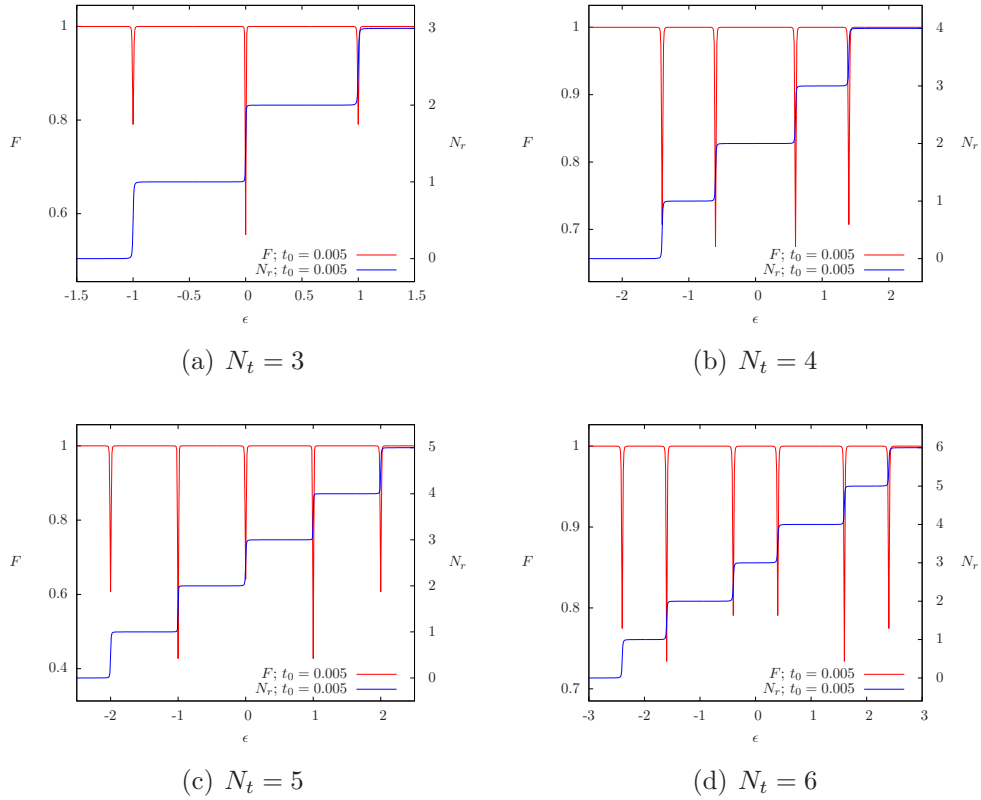 1
0.8
0.6
F
3
2
1
0
N_r
F; t_0 = 0.005
N_r; t_0 = 0.005
-1.5 -1 -0.5 0 0.5 1 1.5
ϵ
(a) N_t = 3
1
0.9
0.8
0.7
F
4
3
2
1
0
N_r
F; t_0 = 0.005
N_r; t_0 = 0.005
-2 -1 0 1 2
ϵ
(b) N_t = 4
1
0.8
0.6
0.4
F
5
4
3
2
1
0
N_r
F; t_0 = 0.005
N_r; t_0 = 0.005
-2 -1 0 1 2
ϵ
(c) N_t = 5
1
0.9
0.8
0.7
F
6
5
4
3
2
1
0
N_r
F; t_0 = 0.005
N_r; t_0 = 0.005
-3 -2 -1 0 1 2 3
ϵ
(d) N_t = 6